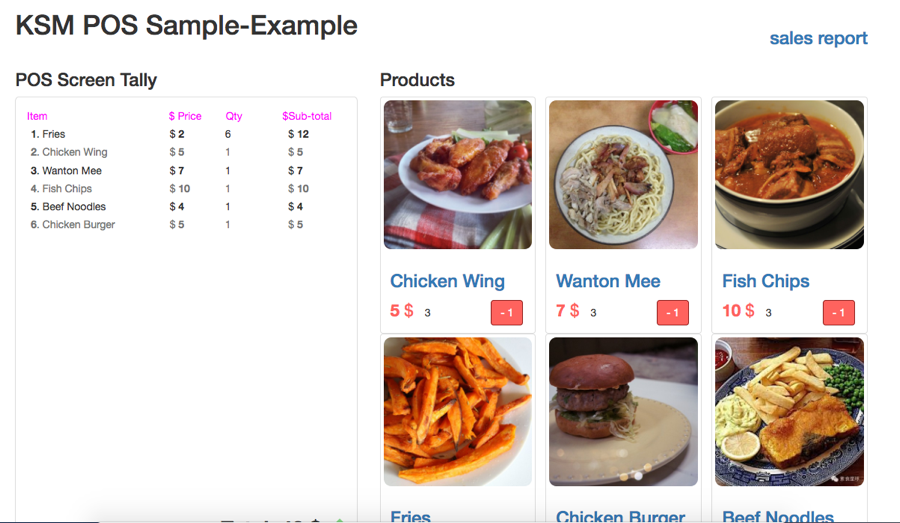 KSM POS Sample-Example
sales report
POS Screen Tally
Item $ Price Qty $Sub-total
1. Fries $ 2 6 $ 12
2. Chicken Wing $ 5 1 $ 5
3. Wanton Mee $ 7 1 $ 7
4. Fish Chips $ 10 1 $ 10
5. Beef Noodles $ 4 1 $ 4
6. Chicken Burger $ 5 1 $ 5
Products
Chicken Wing
5 $ 3 - 1
Wanton Mee
7 $ 3 - 1
Fish Chips
10 $ 3 - 1
Fries
Chicken Burger
Beef Noodles